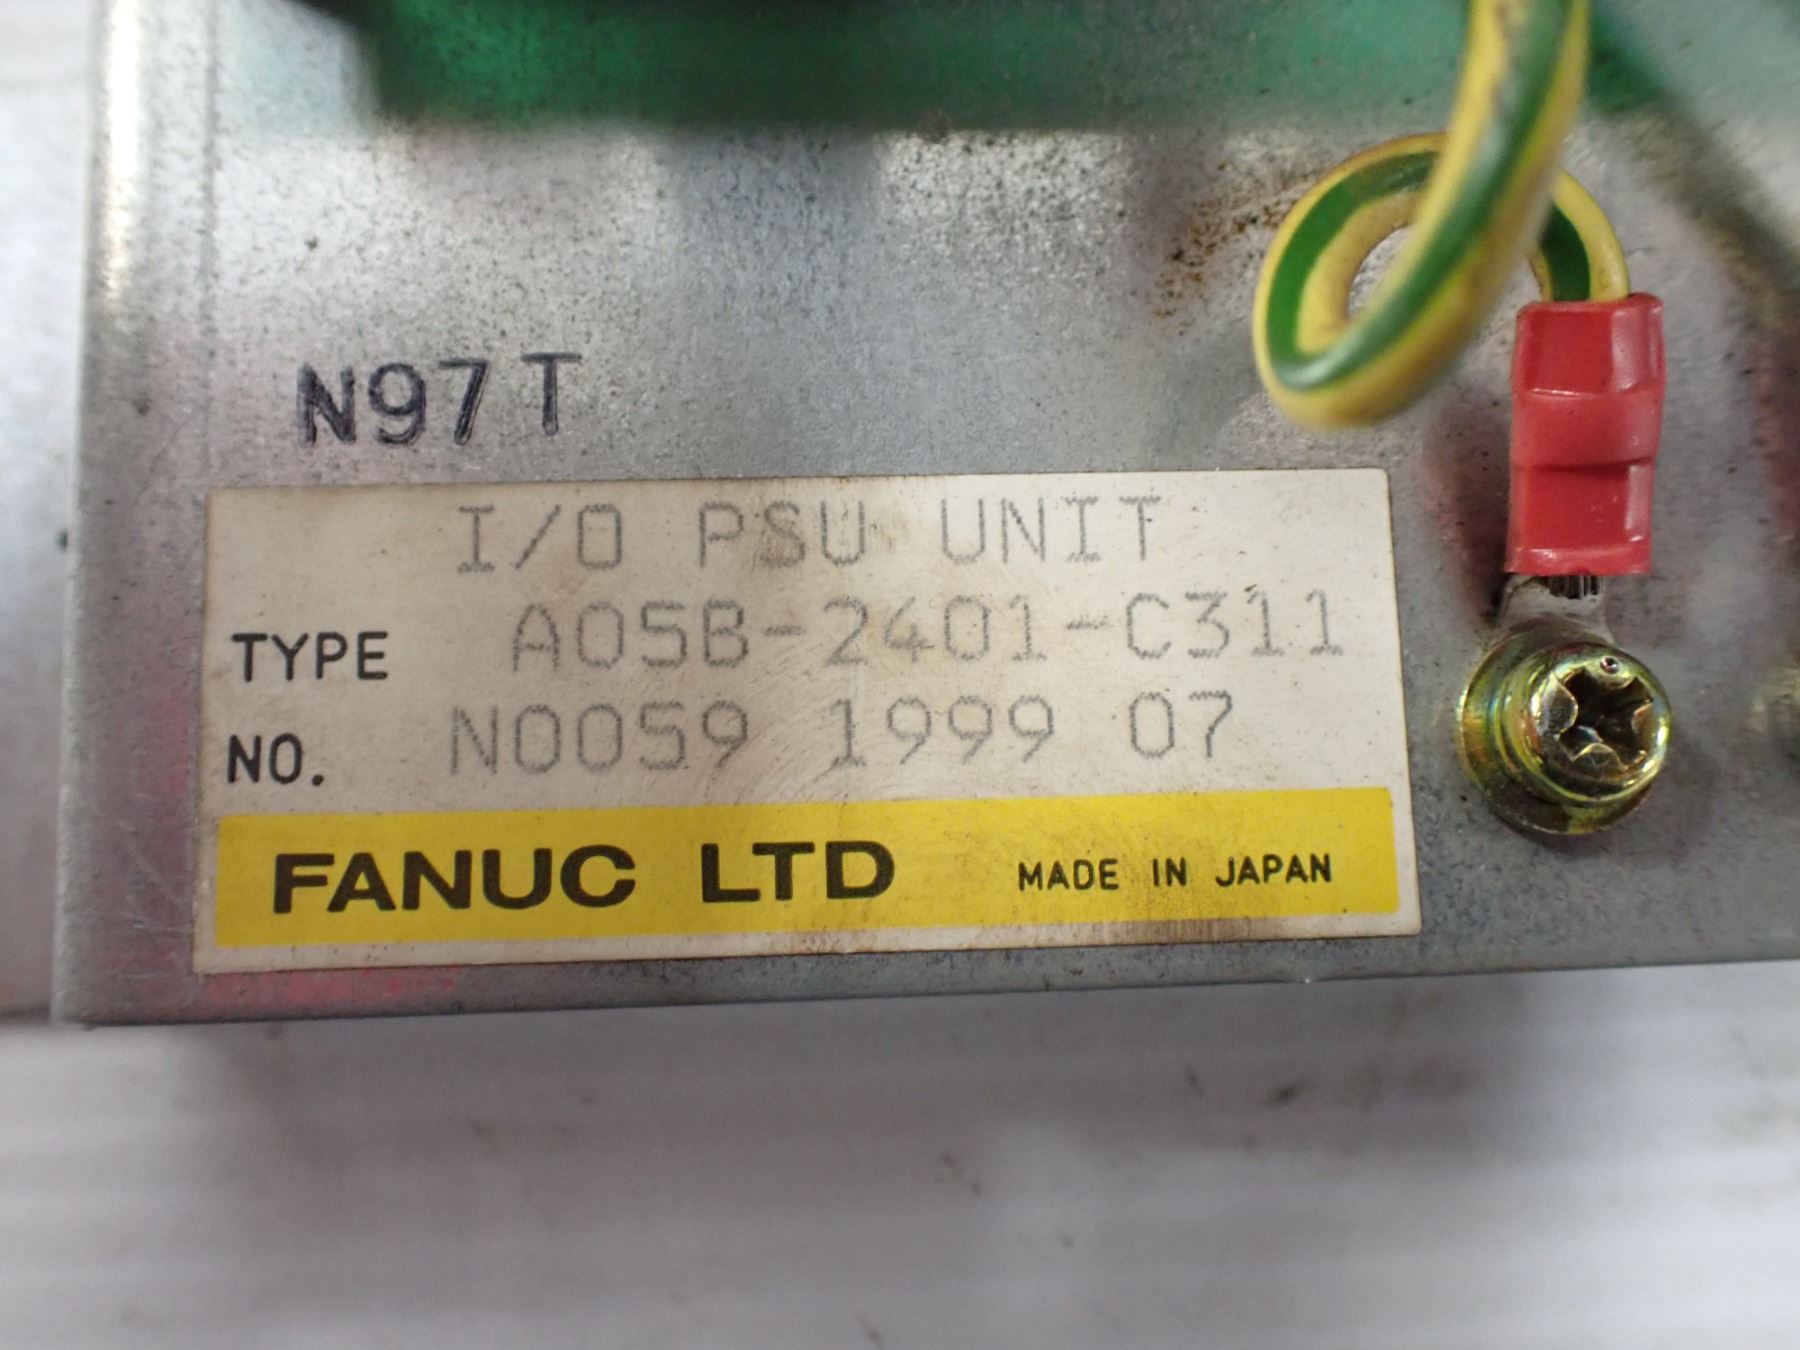 N97T
I/O PSU UNIT
TYPE A05B-2401-C311
NO. N0059 1999 07
FANUC LTD MADE IN JAPAN